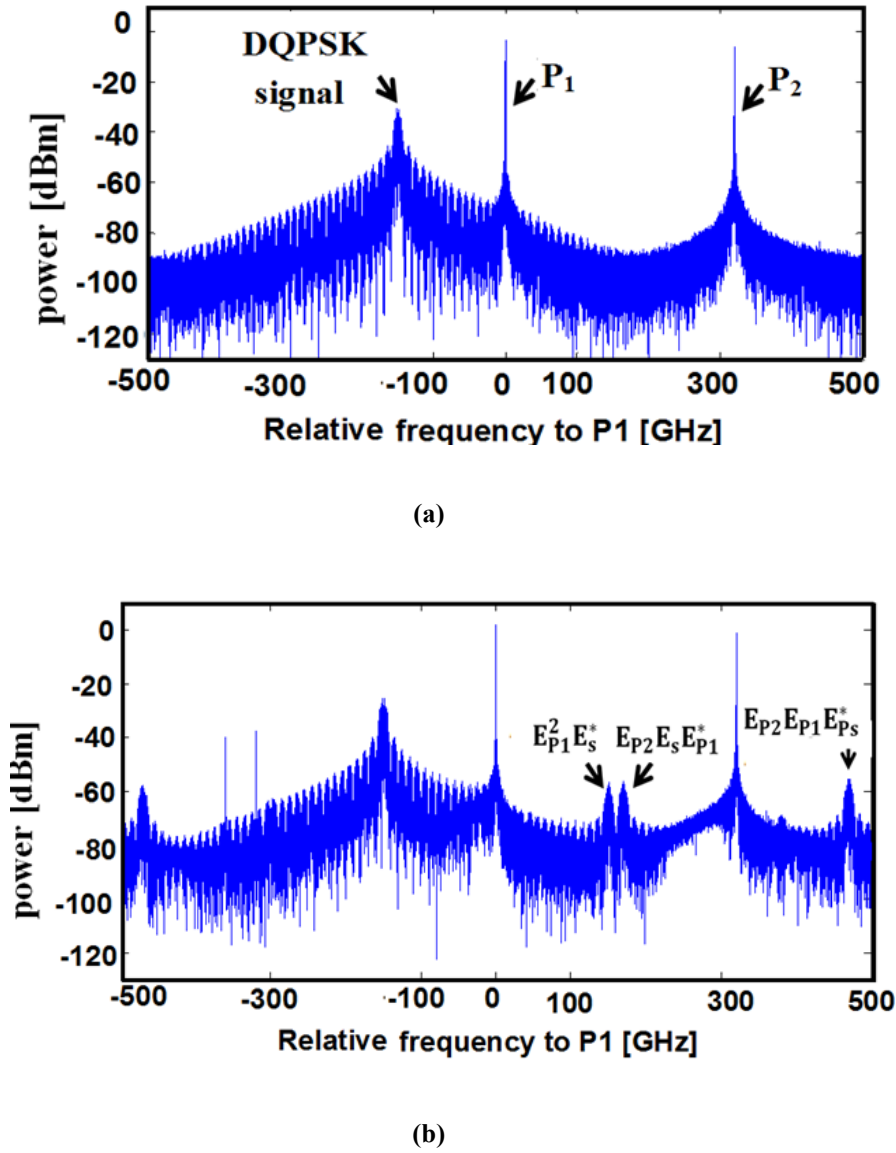 DQPSK
signal
P₁
P₂
0
-20
-40
-60
-80
-100
-120
power [dBm]
-500 -300 -100 0 100 300 500
Relative frequency to P1 [GHz]
(a)
E²P1E*s EP2EsE*P1 EP2EP1E*Ps
0
-20
-40
-60
-80
-100
-120
power [dBm]
-500 -300 -100 0 100 300 500
Relative frequency to P1 [GHz]
(b)